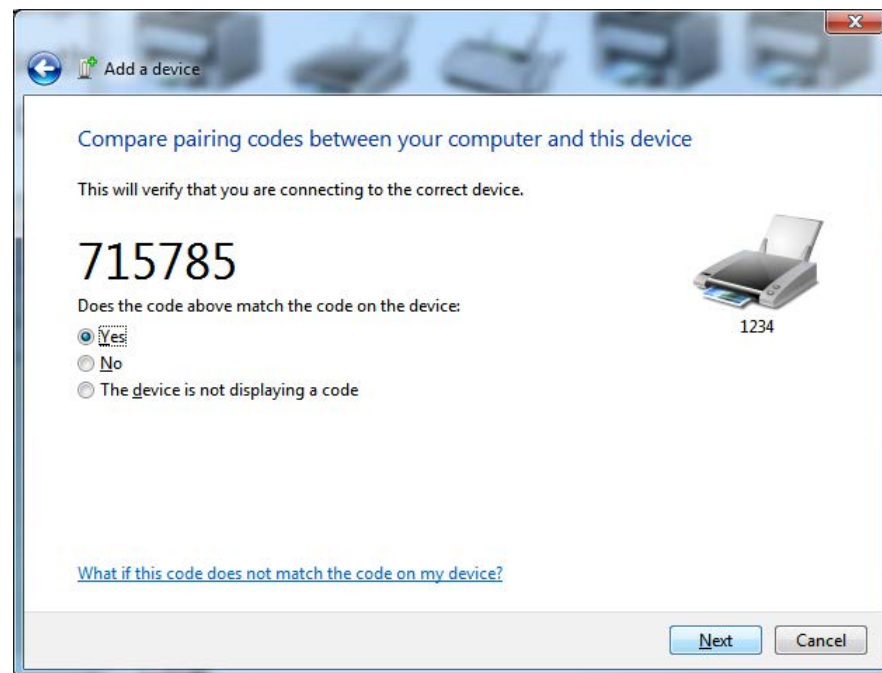 Add a device
Compare pairing codes between your computer and this device
This will verify that you are connecting to the correct device.
715785
Does the code above match the code on the device:
Yes
1234
No
The device is not displaying a code
What if this code does not match the code on my device?
Next Cancel